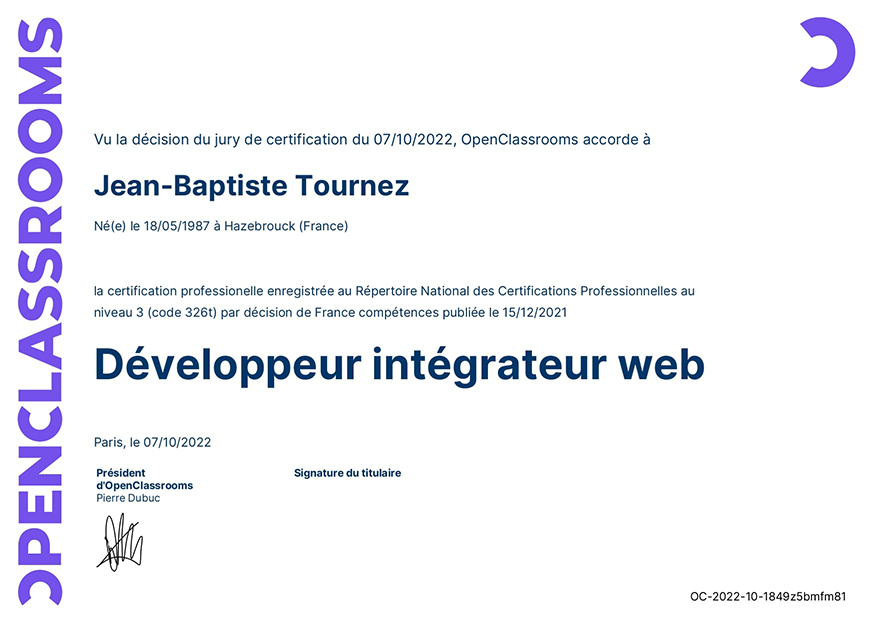 OPENCLASSROOMS
Vu la décision du jury de certification du 07/10/2022, OpenClassrooms accorde à
Jean-Baptiste Tournez
Né(e) le 18/05/1987 à Hazebrouck (France)
la certification professionelle enregistrée au Répertoire National des Certifications Professionnelles au
niveau 3 (code 326t) par décision de France compétences publiée le 15/12/2021
Développeur intégrateur web
Paris, le 07/10/2022
Président
d'OpenClassrooms
Pierre Dubuc
Signature du titulaire
OC-2022-10-1849z5bmfm81